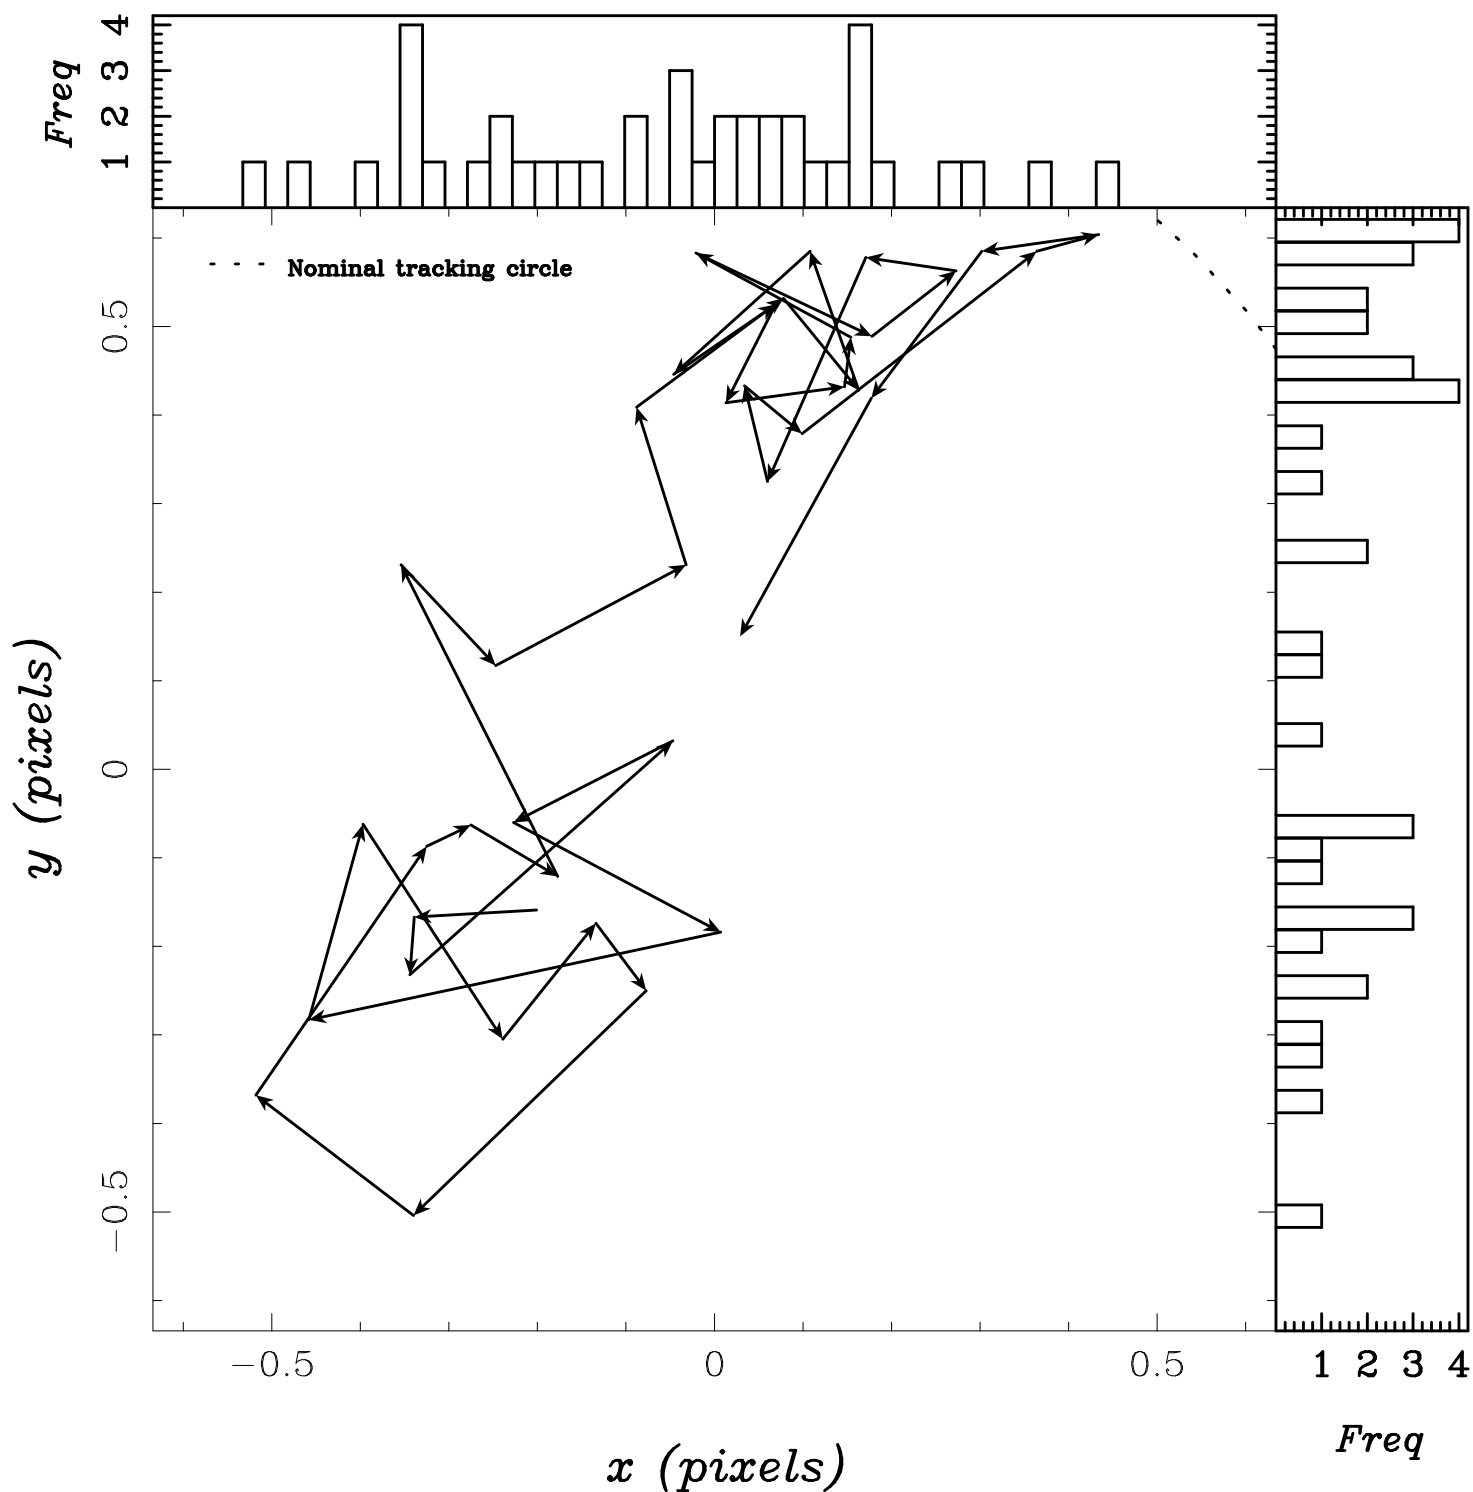 Freq
4
3
2
1
Nominal tracking circle
y (pixels)
0.5
0
−0.5
−0.5 0 0.5
x (pixels)
1 2 3 4
Freq